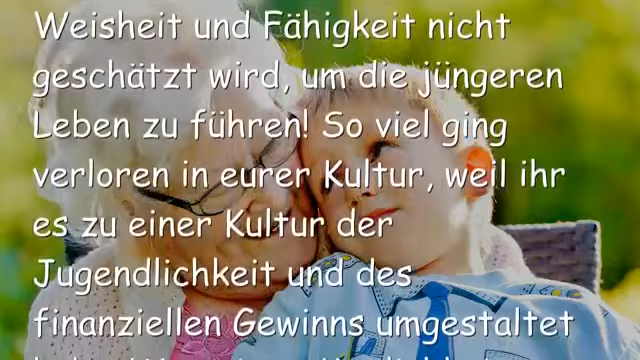 Weisheit und Fähigkeit nicht
geschätzt wird, um die jüngeren
Leben zu führen! So viel ging
verloren in eurer Kultur, weil ihr
es zu einer Kultur der
Jugendlichkeit und des
finanziellen Gewinns umgestaltet